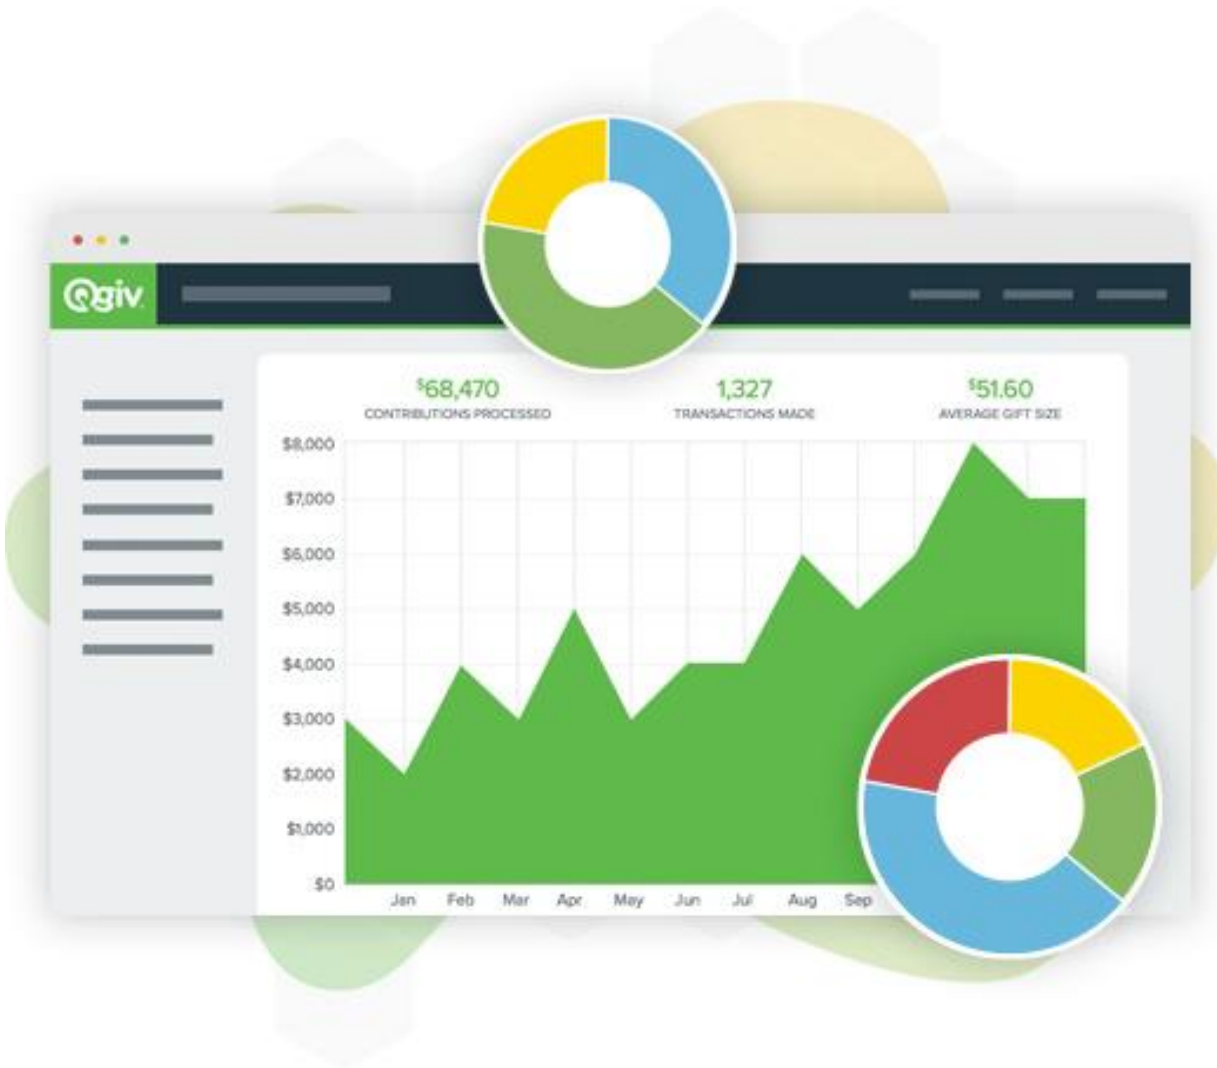 Qgiv
$68,470 1,327 $51.60
CONTRIBUTIONS PROCESSED TRANSACTIONS MADE AVERAGE GIFT SIZE
$8,000
$7,000
$6,000
$5,000
$4,000
$3,000
$2,000
$1,000
$0
Jan Feb Mar Apr May Jun Jul Aug Sep